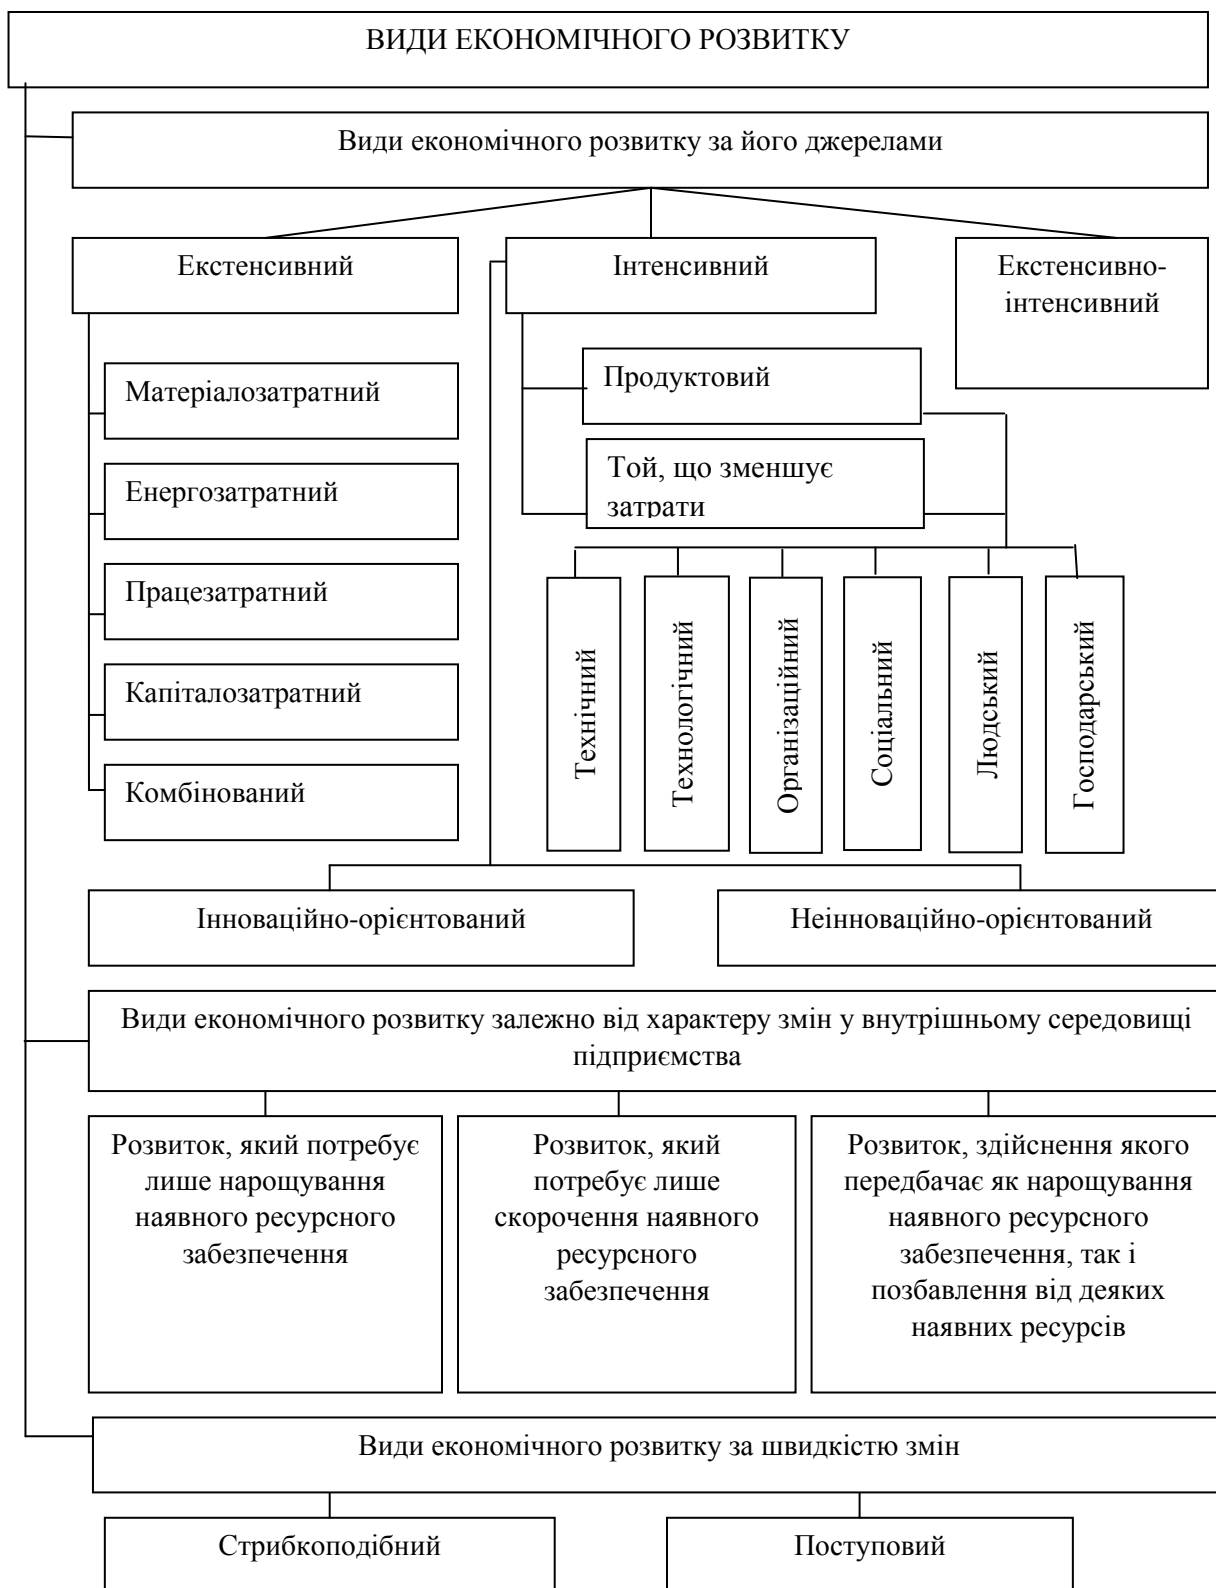 ВИДИ ЕКОНОМІЧНОГО РОЗВИТКУ
Види економічного розвитку за його джерелами
Екстенсивний
Інтенсивний
Екстенсивно-
інтенсивний
Матеріалозатратний
Енергозатратний
Працезатратний
Капіталозатратний
Комбінований
Продуктовий
Той, що зменшує
затрати
Технічний
Технологічний
Організаційний
Соціальний
Людський
Господарський
Інноваційно-орієнтований
Неінноваційно-орієнтований
Види економічного розвитку залежно від характеру змін у внутрішньому середовищі
підприємства
Розвиток, який потребує
лише нарощування
наявного ресурсного
забезпечення
Розвиток, який
потребує лише
скорочення наявного
ресурсного
забезпечення
Розвиток, здійснення якого
передбачає як нарощування
наявного ресурсного
забезпечення, так і
позбавлення від деяких
наявних ресурсів
Види економічного розвитку за швидкістю змін
Стрибкоподібний
Поступовий